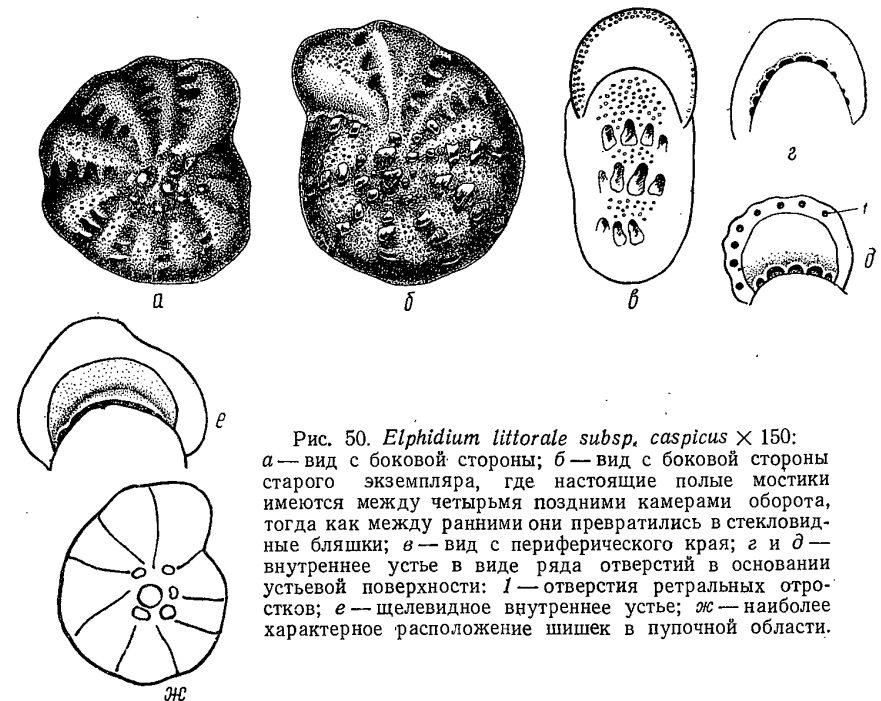 а
б
в
г
1
д
е
ж
Рис. 50. Elphidium littorale subsp. caspicus × 150:
а — вид с боковой стороны; б — вид с боковой стороны
старого экземпляра, где настоящие полые мостики
имеются между четырьмя поздними камерами оборота,
тогда как между ранними они превратились в стекловид-
ные бляшки; в — вид с периферического края; г и д —
внутреннее устье в виде ряда отверстий в основании
устьевой поверхности: 1 — отверстия ретральных отро-
стков; е — щелевидное внутреннее устье; ж — наиболее
характерное расположение шишек в пупочной области.